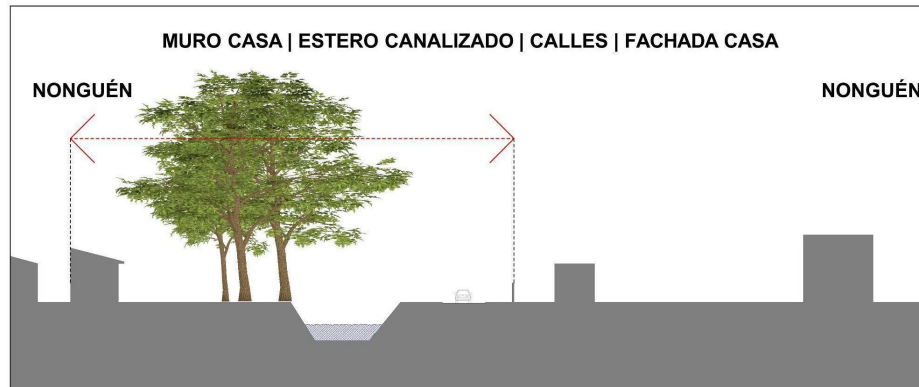 MURO CASA | ESTERO CANALIZADO | CALLES | FACHADA CASA
NONGUÉN
NONGUÉN